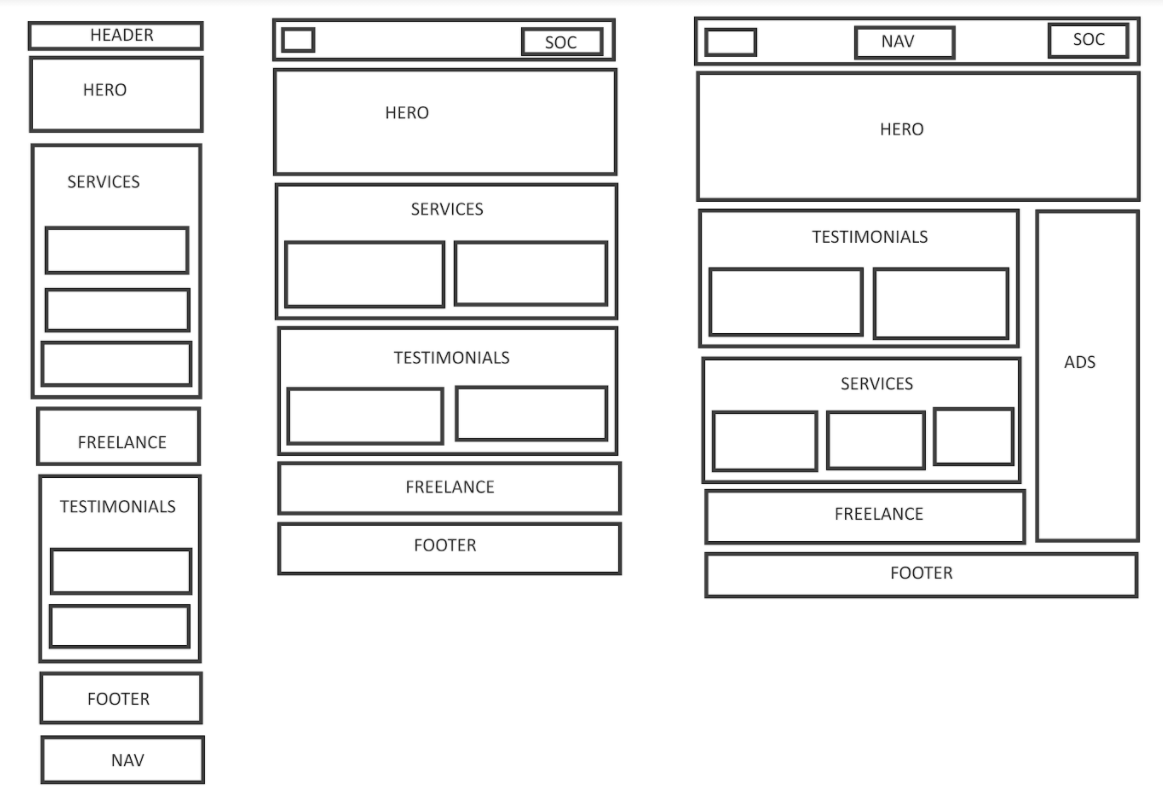 HEADER
HERO
SERVICES
FREELANCE
TESTIMONIALS
FOOTER
NAV
SOC
HERO
SERVICES
TESTIMONIALS
FREELANCE
FOOTER
NAV
SOC
HERO
TESTIMONIALS
ADS
SERVICES
FREELANCE
FOOTER